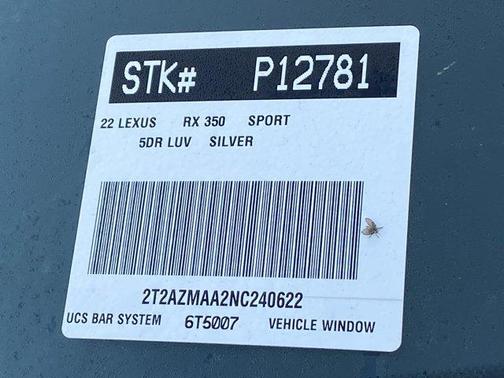 STK# P12781
22 LEXUS RX 350 SPORT
5DR LUV SILVER
2T2AZMAA2NC240622
UCS BAR SYSTEM 6T5007 VEHICLE WINDOW